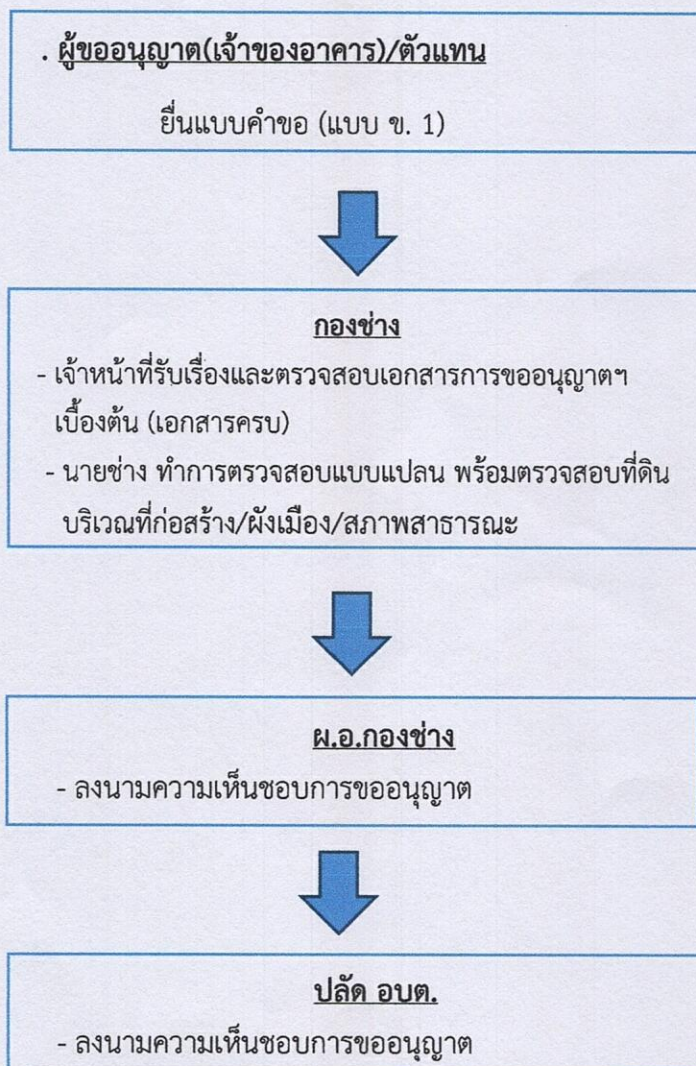 . ผู้ขออนุญาต(เจ้าของอาคาร)/ตัวแทน
ยื่นแบบคำขอ (แบบ ข. 1)
กองช่าง
- เจ้าหน้าที่รับเรื่องและตรวจสอบเอกสารการขออนุญาตฯ
เบื้องต้น (เอกสารครบ)
- นายช่าง ทำการตรวจสอบแบบแปลน พร้อมตรวจสอบที่ดิน
บริเวณที่ก่อสร้าง/ผังเมือง/สภาพสาธารณะ
ผ.อ.กองช่าง
- ลงนามความเห็นชอบการขออนุญาต
ปลัด อบต.
- ลงนามความเห็นชอบการขออนุญาต